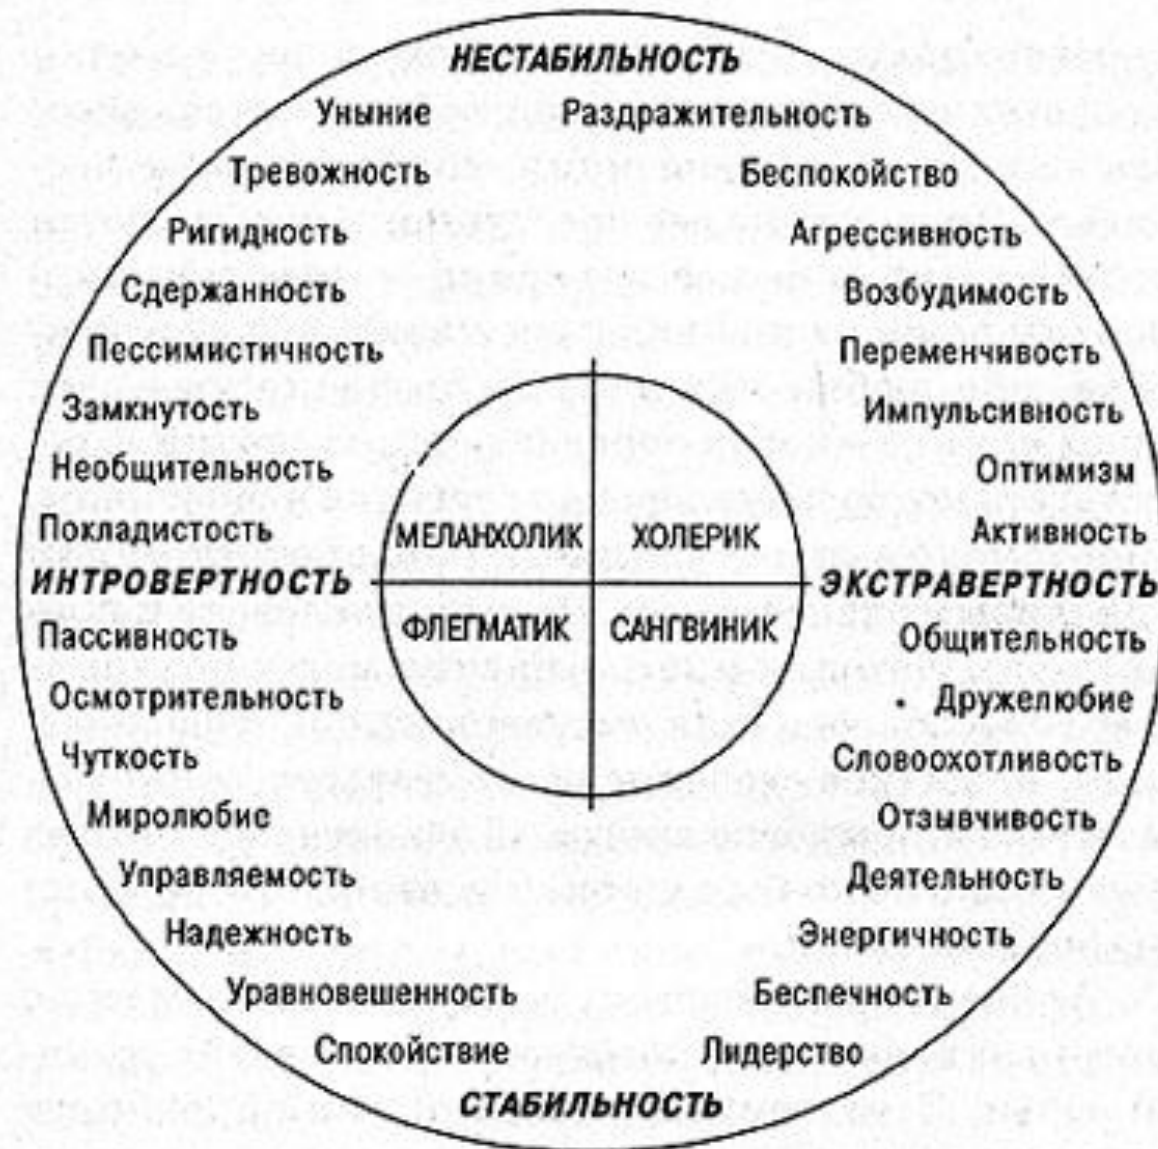 НЕСТАБИЛЬНОСТЬ
Уныние Раздражительность
Тревожность Беспокойство
Ригидность Агрессивность
Сдержанность Возбудимость
Пессимистичность Переменчивость
Замкнутость Импульсивность
Необщительность Оптимизм
Покладистость МЕЛАНХОЛИК ХОЛЕРИК Активность
ИНТРОВЕРТНОСТЬ ЭКСТРАВЕРТНОСТЬ
Пассивность ФЛЕГМАТИК САНГВИНИК Общительность
Осмотрительность Дружелюбие
Чуткость Словоохотливость
Миролюбие Отзывчивость
Управляемость Деятельность
Надежность Энергичность
Уравновешенность Беспечность
Спокойствие Лидерство
СТАБИЛЬНОСТЬ